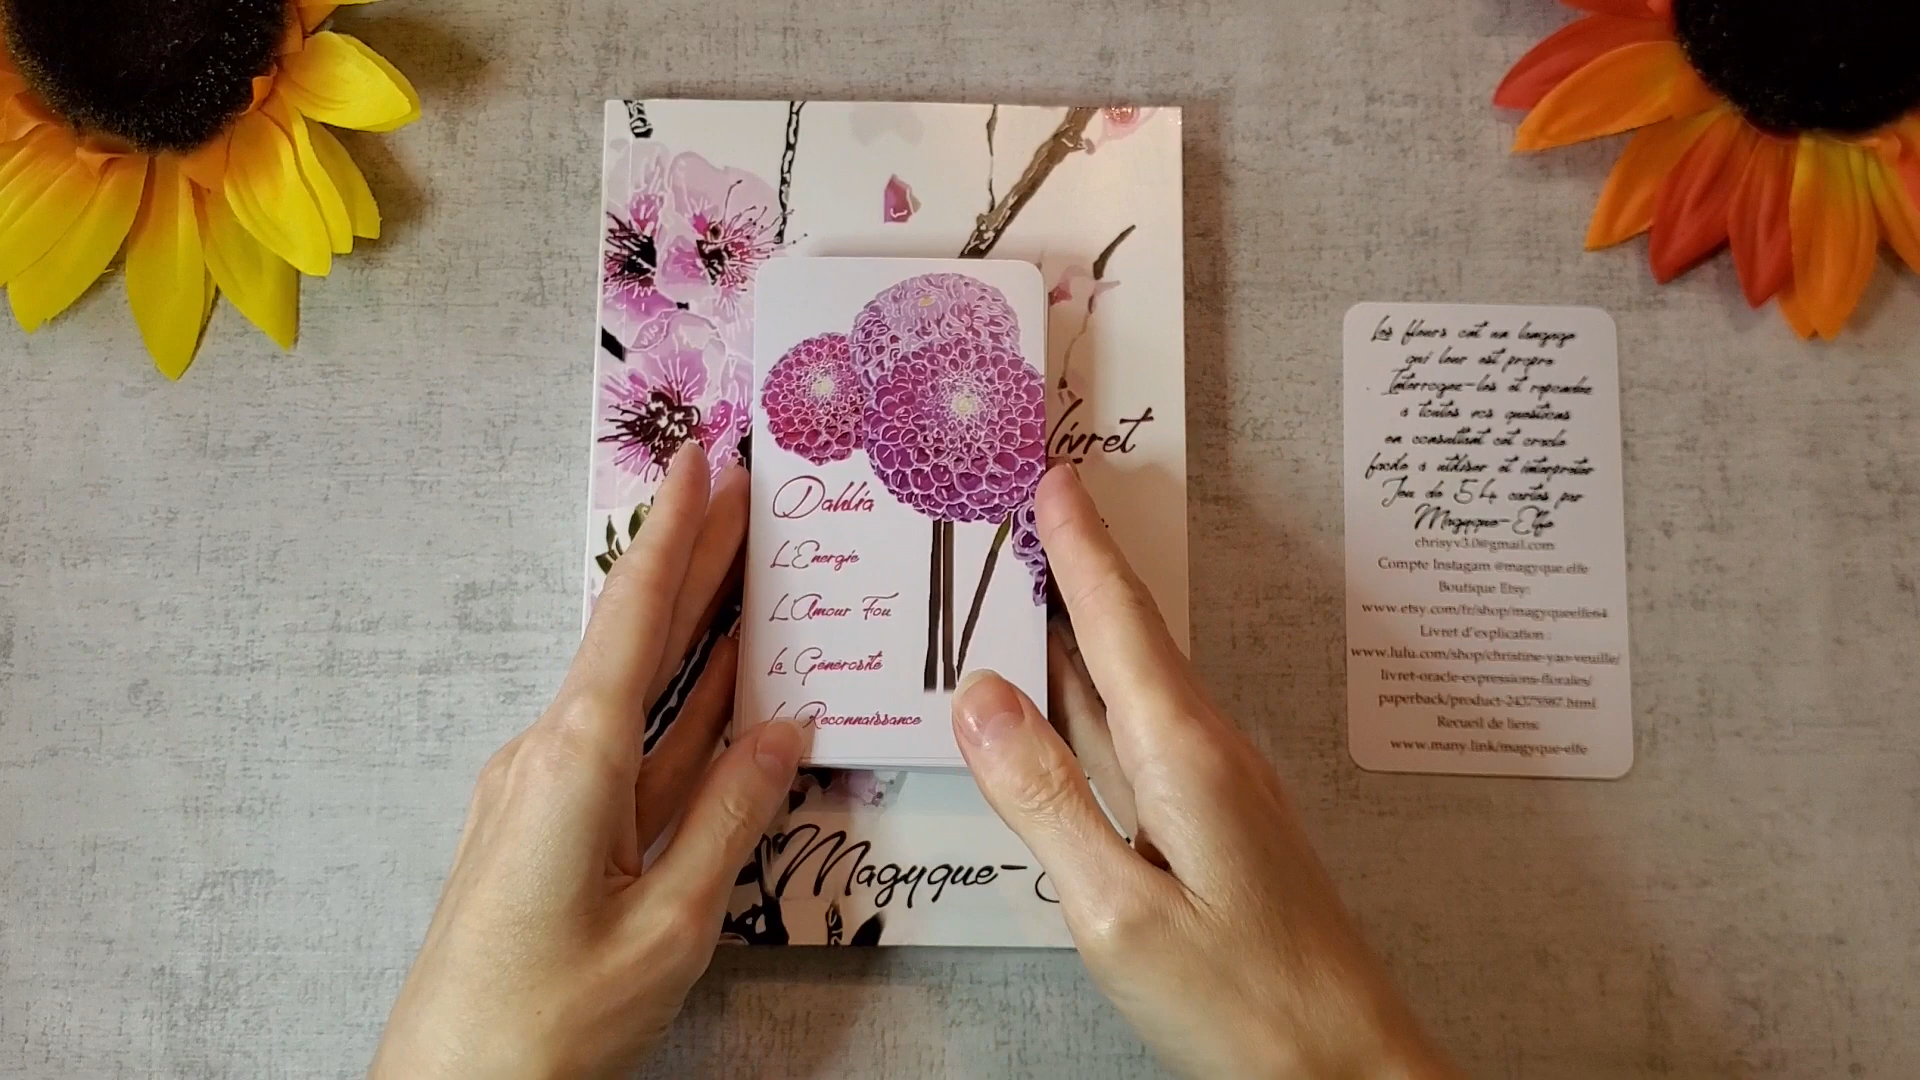 Livret
Dahlia
L'Energie
L'Amour Fou
La Générosité
La Reconnaissance
Magyque-
Les fleurs ont un langage
qui leur est propre
Interrogez-les et repondez
à toutes vos questions
en consultant cet oracle
facile à utiliser et interpreter
Jeu de 54 cartes par
Magyque-Elfe
chrisyv3.0@gmail.com
Compte Instagam @magyque.elfe
Boutique Etsy:
www.etsy.com/fr/shop/magyqueelfe64
Livret d'explication :
www.lulu.com/shop/christine-yao-veuille/
livret-oracle-expressions-florales/
paperback/product-24375987.html
Recueil de liens:
www.many.link/magyque-elfe